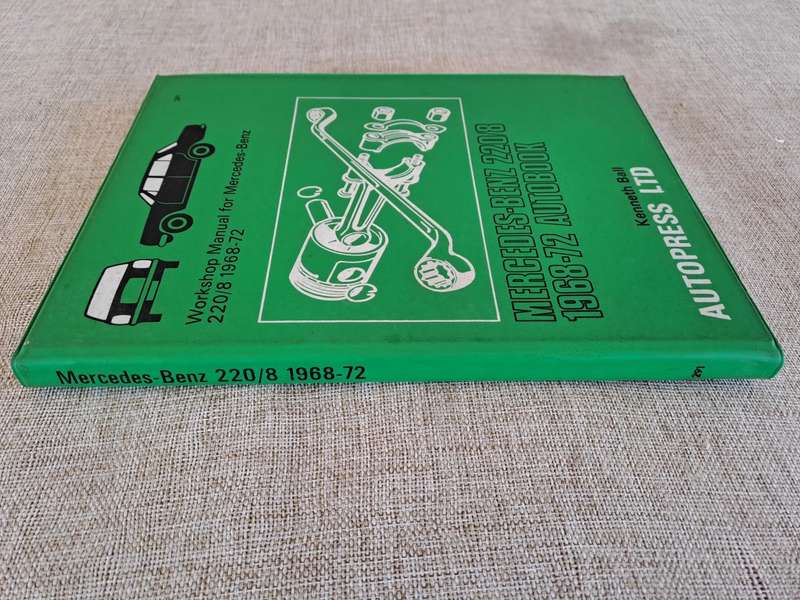 Workshop Manual for Mercedes-Benz
220/8 1968-72
MERCEDES-BENZ 220/8
1968-72 AUTOBOOK
Kenneth Ball
AUTOPRESS LTD
Mercedes-Benz 220/8 1968-72